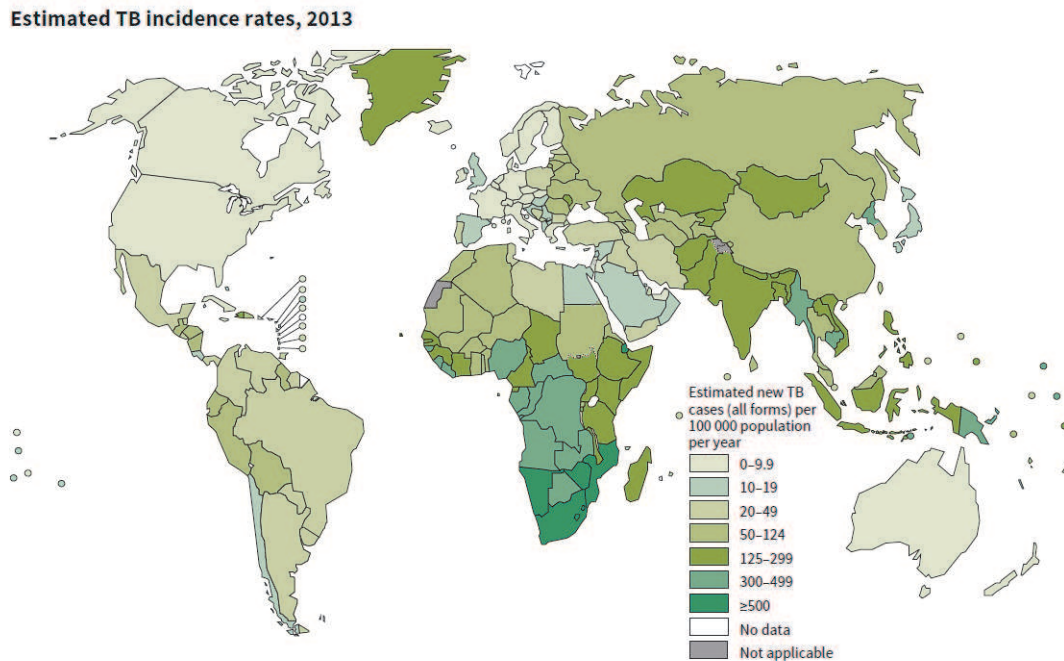 Estimated TB incidence rates, 2013
Estimated new TB
cases (all forms) per
100 000 population
per year
0–9.9
10–19
20–49
50–124
125–299
300–499
≥500
No data
Not applicable